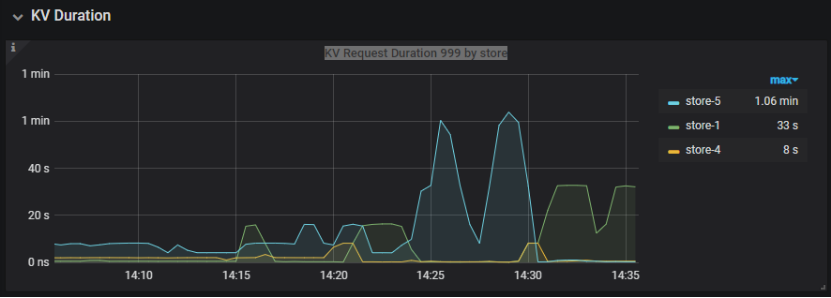 KV Duration
i
KV Request Duration 999 by store
1 min
1 min
40 s
20 s
0 ns
14:10 14:15 14:20 14:25 14:30 14:35
max
store-5 1.06 min
store-1 33 s
store-4 8 s